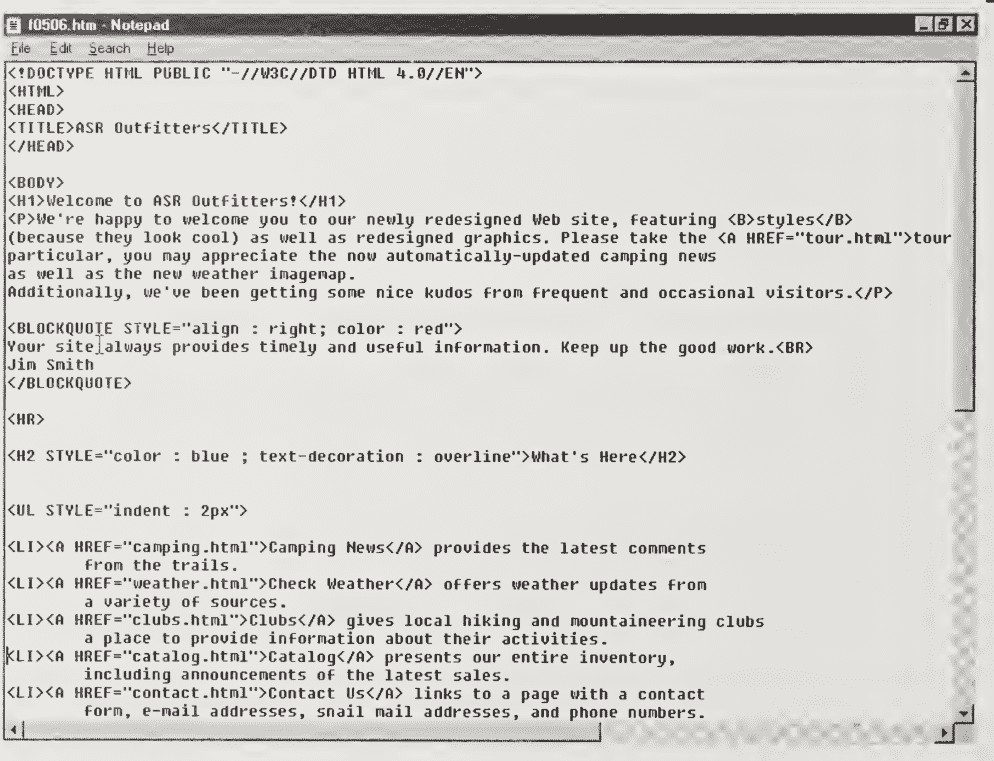 f0506.htm - Notepad
File Edit Search Help
<!DOCTYPE HTML PUBLIC "-//W3C//DTD HTML 4.0//EN">
<HTML>
<HEAD>
<TITLE>ASR Outfitters</TITLE>
</HEAD>
<BODY>
<H1>Welcome to ASR Outfitters!</H1>
<P>We're happy to welcome you to our newly redesigned Web site, featuring <B>styles</B>
(because they look cool) as well as redesigned graphics. Please take the <A HREF="tour.html">tour
particular, you may appreciate the now automatically-updated camping news
as well as the new weather imagemap.
Additionally, we've been getting some nice kudos from frequent and occasional visitors.</P>
<BLOCKQUOTE STYLE="align : right; color : red">
Your site always provides timely and useful information. Keep up the good work.<BR>
Jim Smith
</BLOCKQUOTE>
<HR>
<H2 STYLE="color : blue ; text-decoration : overline">What's Here</H2>
<UL STYLE="indent : 2px">
<LI><A HREF="camping.html">Camping News</A> provides the latest comments
from the trails.
<LI><A HREF="weather.html">Check Weather</A> offers weather updates from
a variety of sources.
<LI><A HREF="clubs.html">Clubs</A> gives local hiking and mountaineering clubs
a place to provide information about their activities.
<LI><A HREF="catalog.html">Catalog</A> presents our entire inventory,
including announcements of the latest sales.
<LI><A HREF="contact.html">Contact Us</A> links to a page with a contact
form, e-mail addresses, snail mail addresses, and phone numbers.